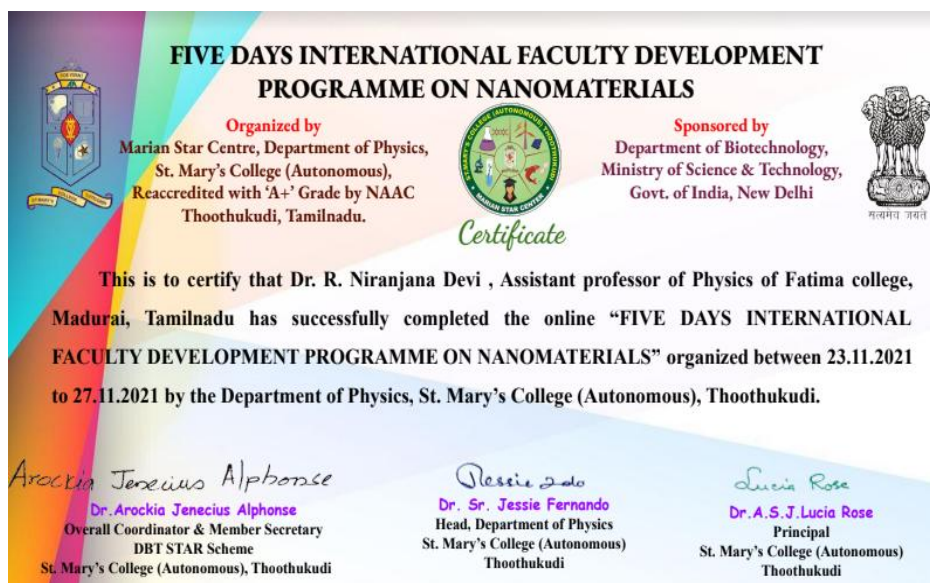 FIVE DAYS INTERNATIONAL FACULTY DEVELOPMENT
PROGRAMME ON NANOMATERIALS
Organized by
Marian Star Centre, Department of Physics,
St. Mary's College (Autonomous),
Reaccredited with 'A+' Grade by NAAC
Thoothukudi, Tamilnadu.
ST.MARY'S COLLEGE (AUTONOMOUS) THOOTHUKUDI
MARIAN STAR CENTER
Certificate
Sponsored by
Department of Biotechnology,
Ministry of Science & Technology,
Govt. of India, New Delhi
सत्यमेव जयते
This is to certify that Dr. R. Niranjana Devi , Assistant professor of Physics of Fatima college,
Madurai, Tamilnadu has successfully completed the online “FIVE DAYS INTERNATIONAL
FACULTY DEVELOPMENT PROGRAMME ON NANOMATERIALS” organized between 23.11.2021
to 27.11.2021 by the Department of Physics, St. Mary's College (Autonomous), Thoothukudi.
Arockia Jenecius Alphonse
Dr.Arockia Jenecius Alphonse
Overall Coordinator & Member Secretary
DBT STAR Scheme
St. Mary's College (Autonomous), Thoothukudi
Dr. Sr. Jessie Fernando
Head, Department of Physics
St. Mary's College (Autonomous)
Thoothukudi
Lucia Rose
Dr.A.S.J.Lucia Rose
Principal
St. Mary's College (Autonomous)
Thoothukudi